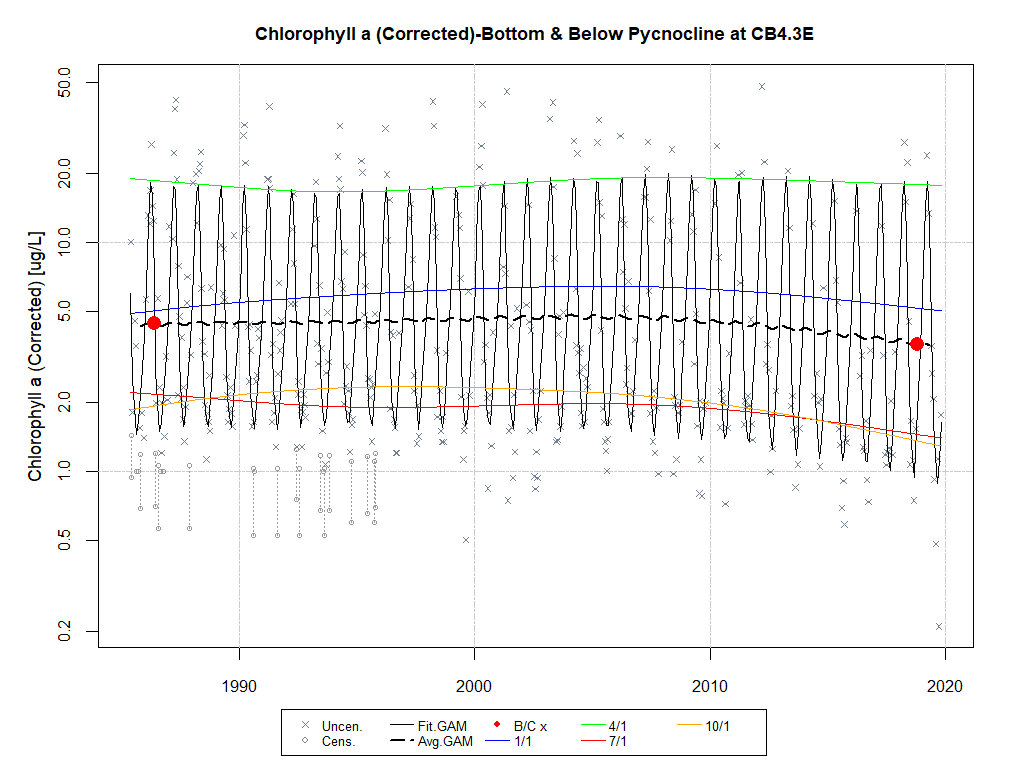 Chlorophyll a (Corrected)-Bottom & Below Pycnocline at CB4.3E
Chlorophyll a (Corrected) [ug/L]
50.0
20.0
10.0
5.0
2.0
1.0
0.5
0.2
1990 2000 2010 2020
Uncen. Fit.GAM B/C x 4/1 10/1
Cens. Avg.GAM 1/1 7/1